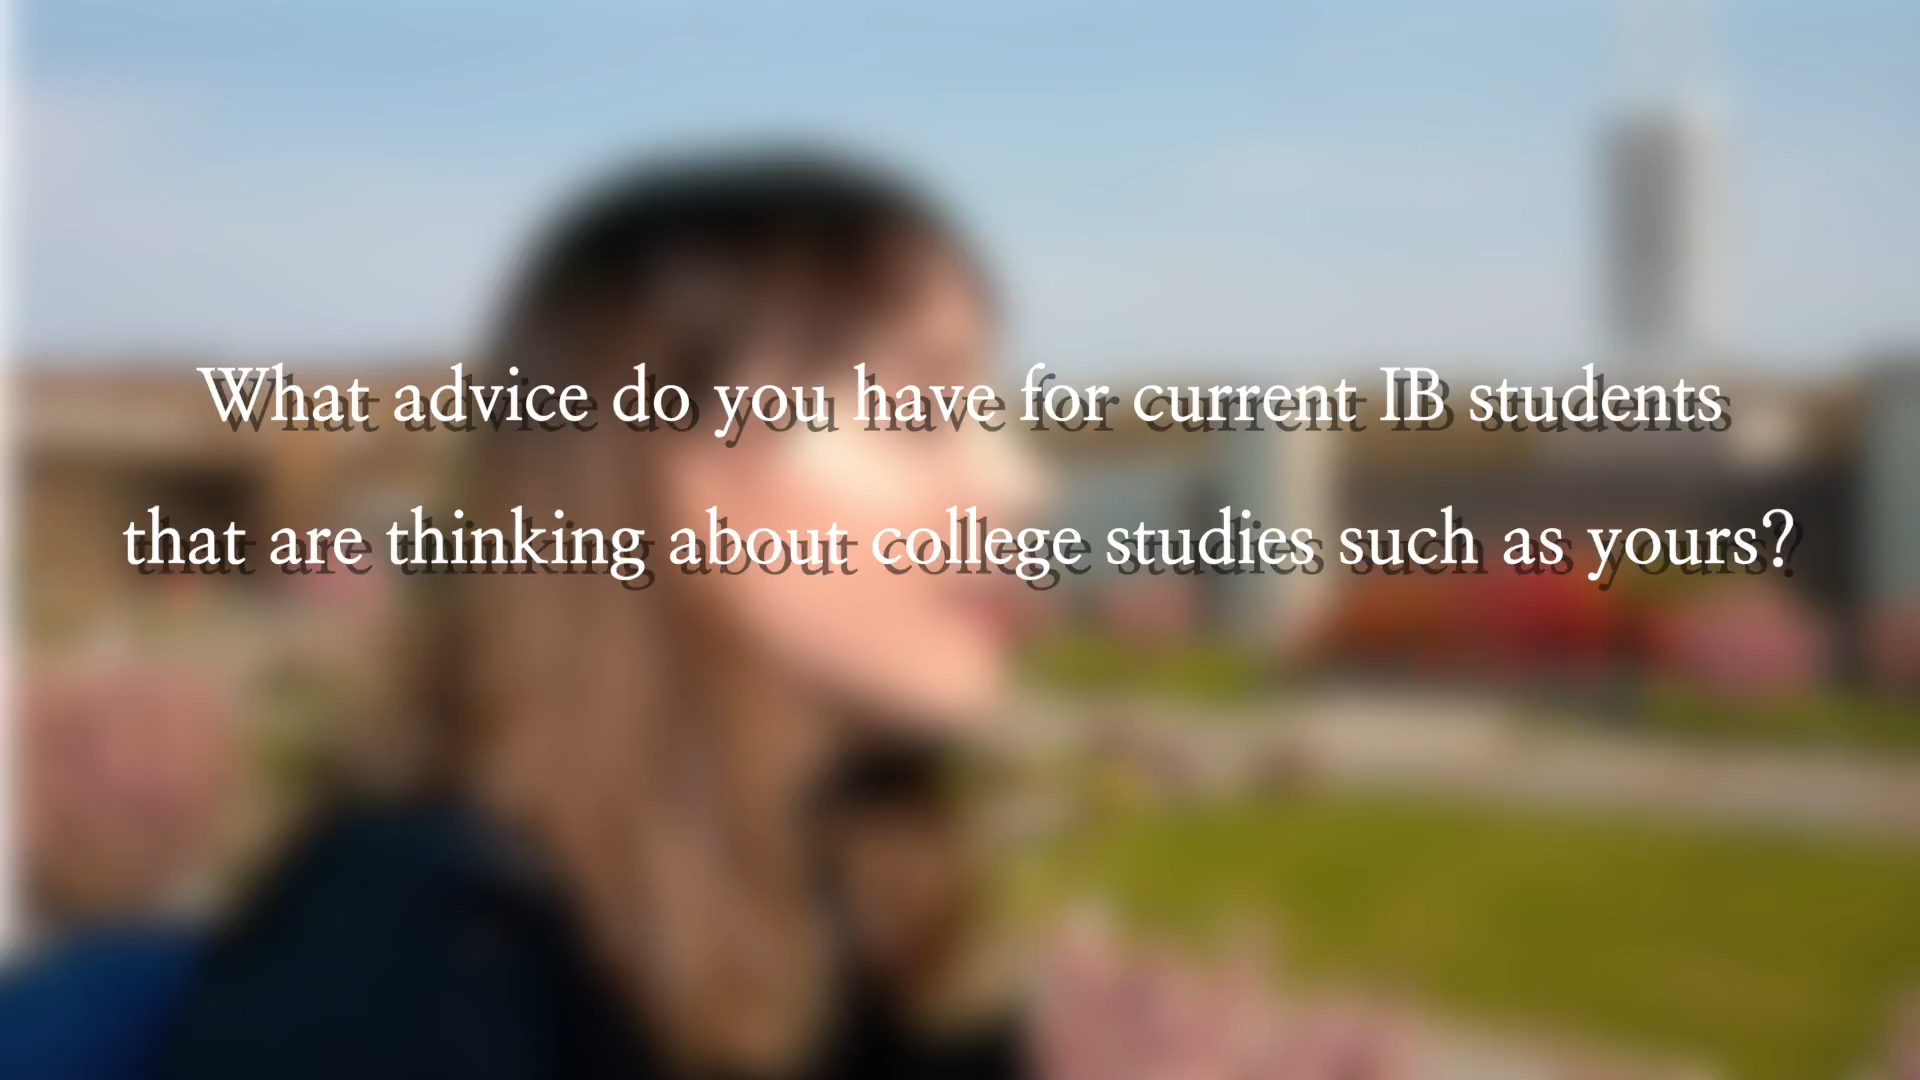 What advice do you have for current IB students
that are thinking about college studies such as yours?